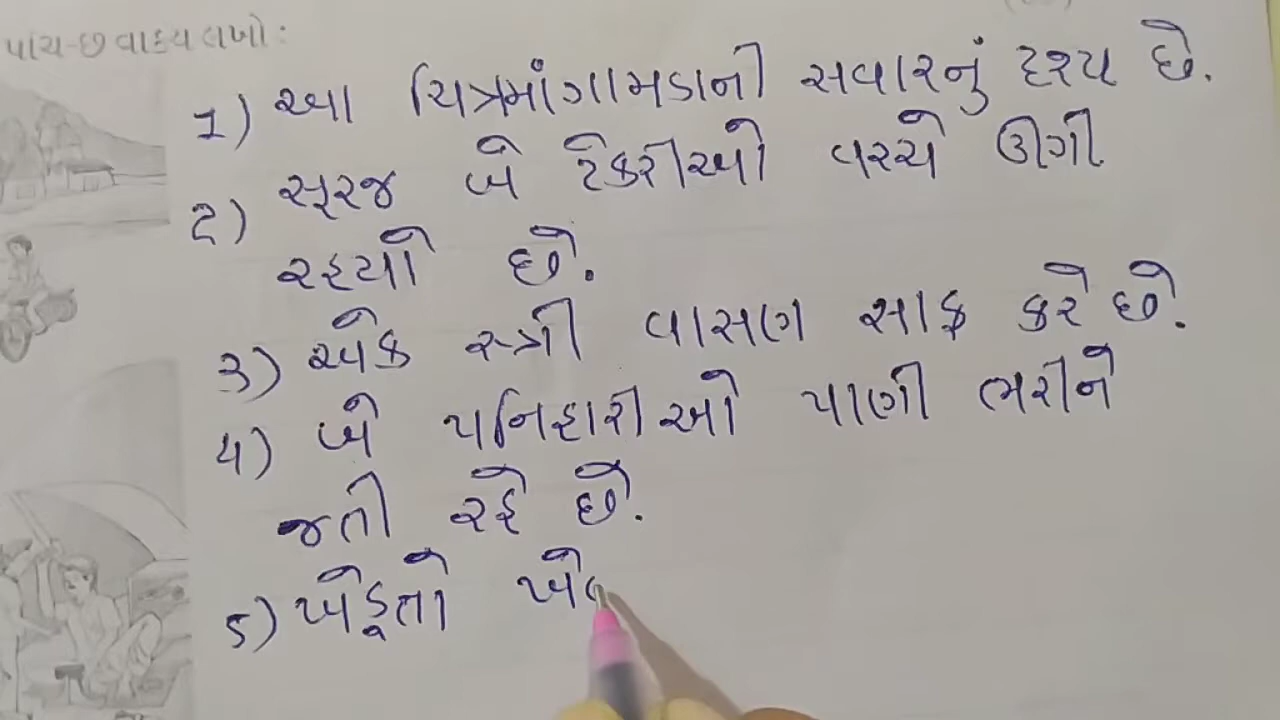 પાંચ-છ વાક્ય લખો :
1) આ ચિત્રમાંગામડાની સવારનું દશ્ય છે.
2) સૂરજ બે ટેકરીઓ વચ્ચે ઊગી
રહ્યો છે.
3) એક સ્ત્રી વાસણ સાફ કરે છે.
4) બે પનિહારીઓ પાણી ભરીને
જતી રહે છે.
5) ખેડૂતો